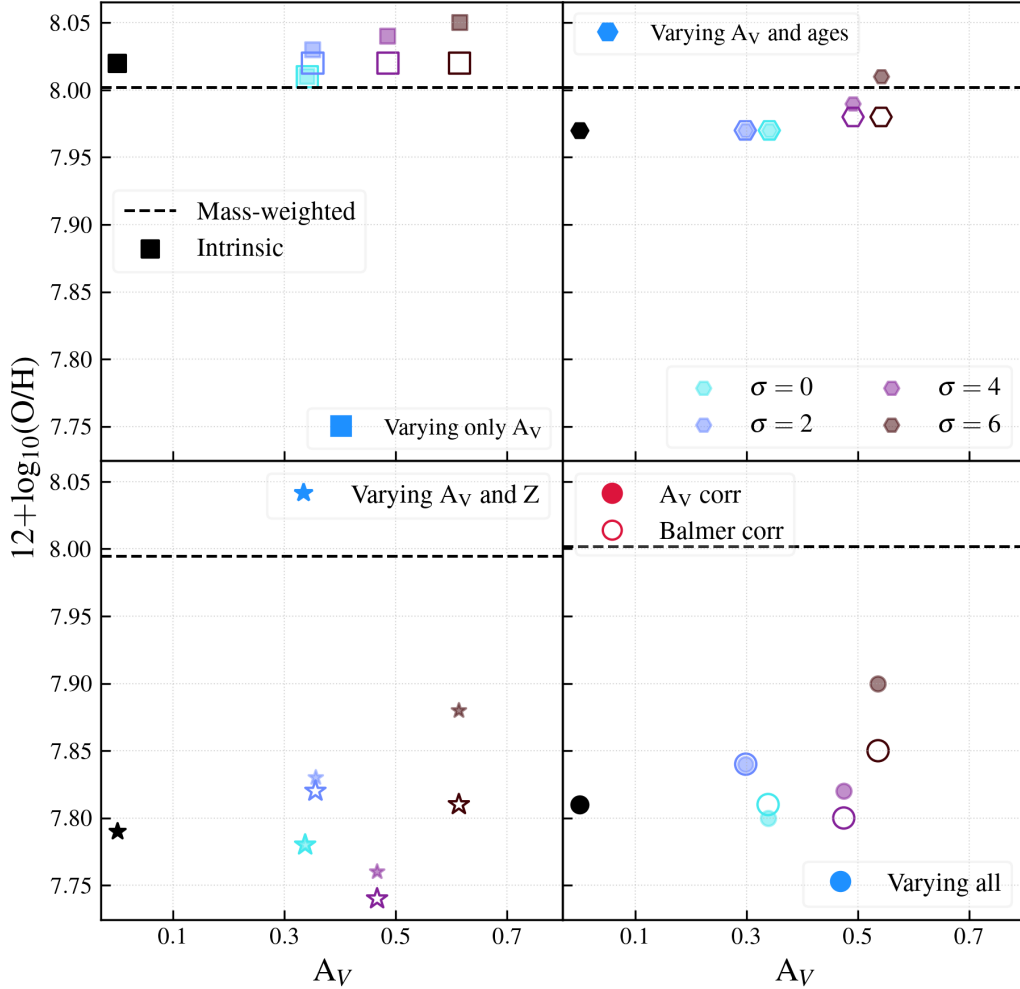 8.05
8.00
7.95
7.90
7.85
7.80
7.75
Mass-weighted
Intrinsic
Varying only A_V
Varying A_V and ages
σ = 0
σ = 4
σ = 2
σ = 6
12+log₁₀(O/H)
8.05
8.00
7.95
7.90
7.85
7.80
7.75
Varying A_V and Z
A_V corr
Balmer corr
Varying all
0.1
0.3
0.5
0.7
0.1
0.3
0.5
0.7
A_V
A_V